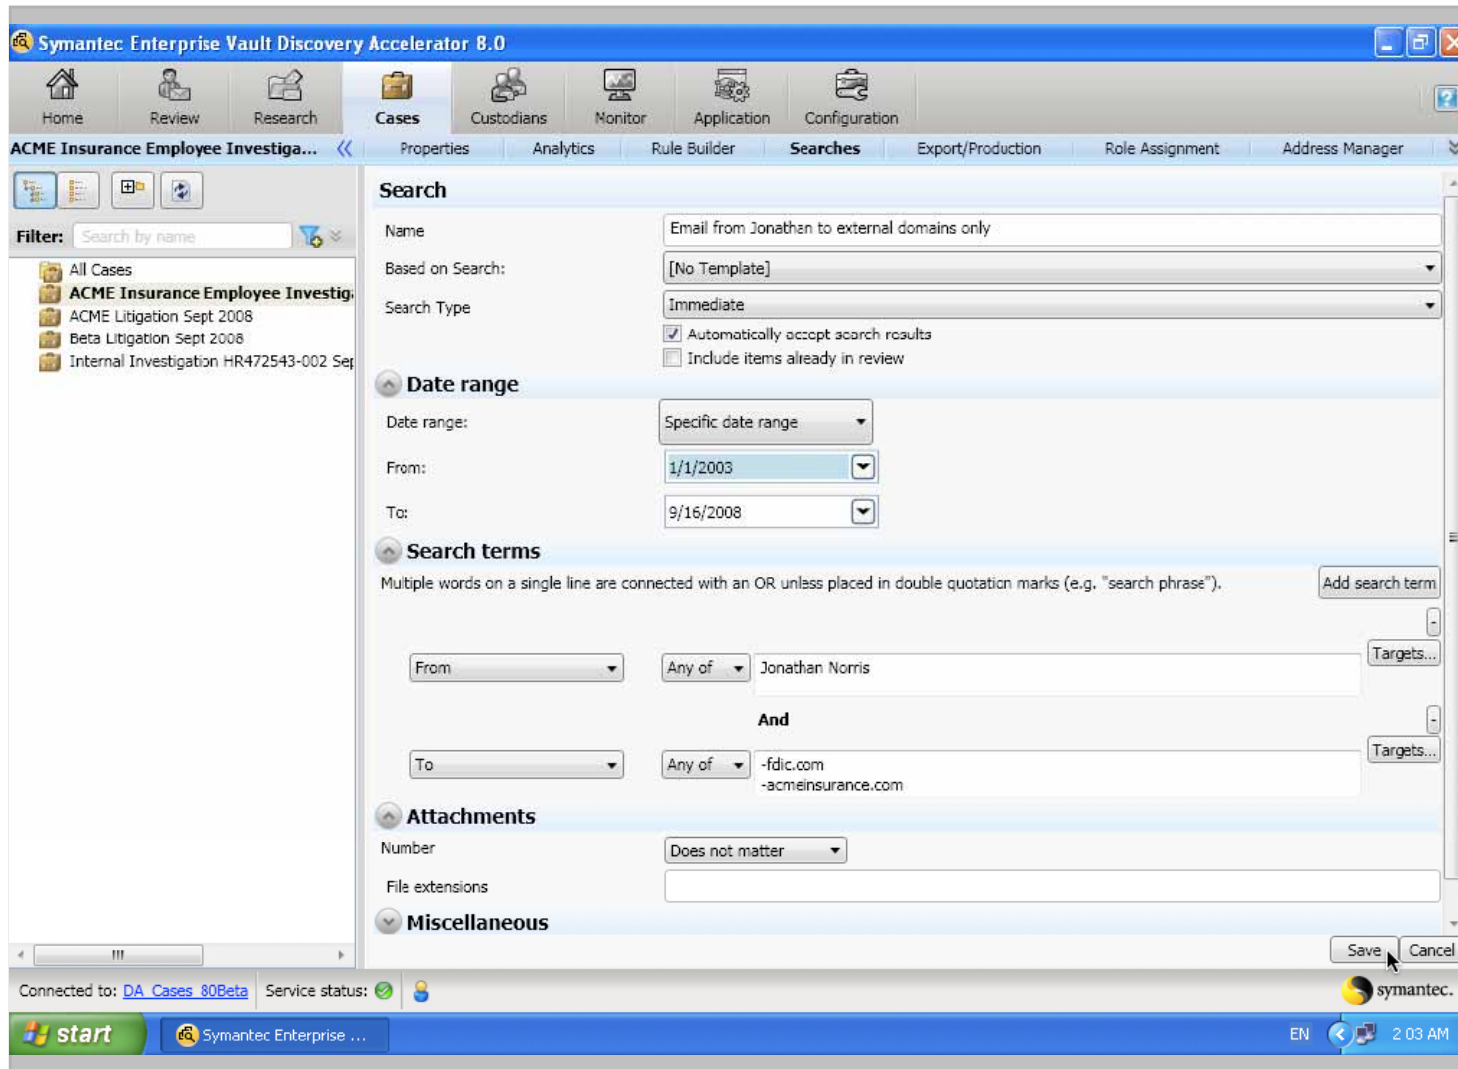 Symantec Enterprise Vault Discovery Accelerator 8.0
Home Review Research Cases Custodians Monitor Application Configuration
ACME Insurance Employee Investiga... Properties Analytics Rule Builder Searches Export/Production Role Assignment Address Manager
Filter: Search by name
All Cases
ACME Insurance Employee Investig
ACME Litigation Sept 2008
Beta Litigation Sept 2008
Internal Investigation HR472543-002 Sep
Search
Name Email from Jonathan to external domains only
Based on Search: [No Template]
Search Type Immediate
Automatically accept search results
Include items already in review
Date range
Date range: Specific date range
From: 1/1/2003
To: 9/16/2008
Search terms
Multiple words on a single line are connected with an OR unless placed in double quotation marks (e.g. "search phrase"). Add search term
-
Targets...
From Any of Jonathan Norris
And
-
Targets...
To Any of -fdic.com
-acmeinsurance.com
Attachments
Number Does not matter
File extensions
Miscellaneous
Save Cancel
Connected to: DA_Cases_80Beta Service status: symantec.
start Symantec Enterprise ... EN 2 03 AM